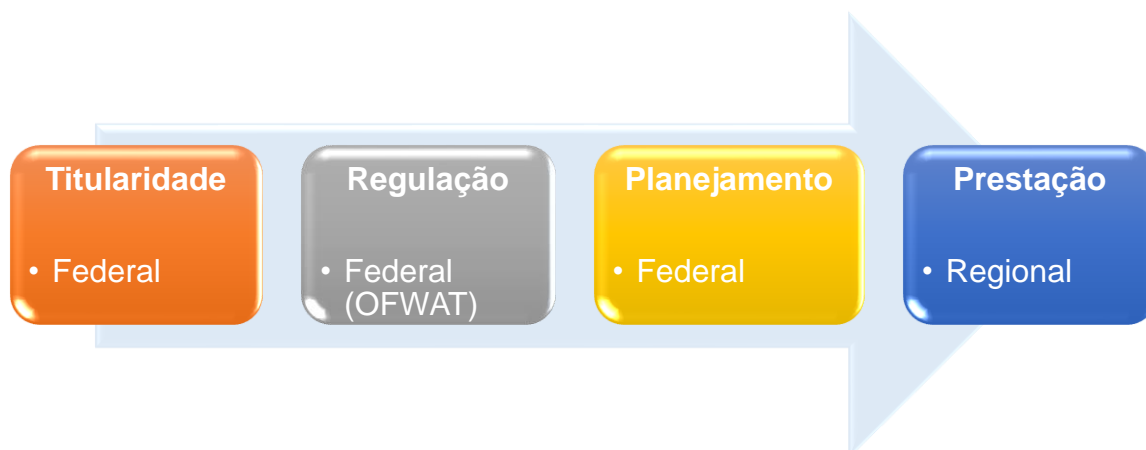 Titularidade
• Federal
Regulação
• Federal
(OFWAT)
Planejamento
• Federal
Prestação
• Regional